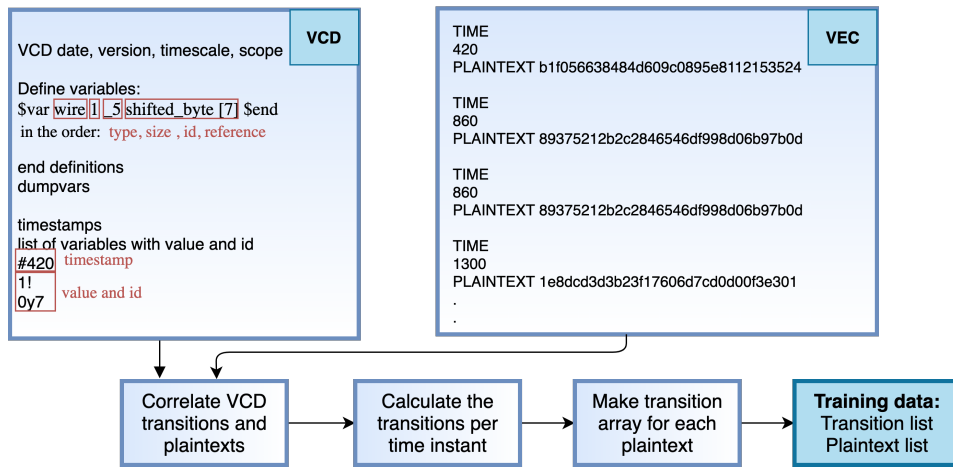 VCD
VCD date, version, timescale, scope
Define variables:
$var wire 1 _5 shifted_byte [7] $end
in the order: type, size , id, reference
end definitions
dumpvars
timestamps
list of variables with value and id
#420 timestamp
1!
value and id
0y7
VEC
TIME
420
PLAINTEXT b1f056638484d609c0895e8112153524
TIME
860
PLAINTEXT 89375212b2c2846546df998d06b97b0d
TIME
860
PLAINTEXT 89375212b2c2846546df998d06b97b0d
TIME
1300
PLAINTEXT 1e8dcd3d3b23f17606d7cd0d00f3e301
.
.
Correlate VCD
transitions and
plaintexts
Calculate the
transitions per
time instant
Make transition
array for each
plaintext
Training data:
Transition list
Plaintext list